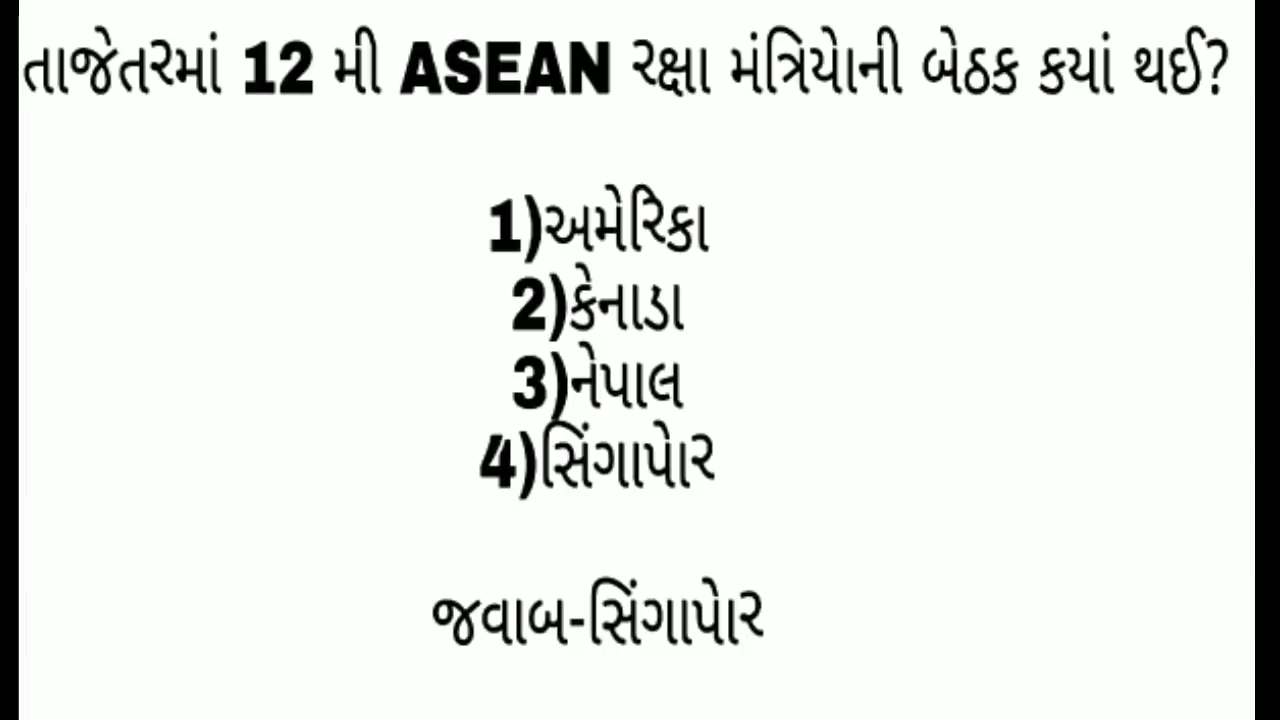 તાજેતરમાં 12 મી ASEAN રક્ષા મંત્રિયોની બેઠક કયાં થઈ?
1)અમેરિકા
2)કેનાડા
3)નેપાલ
4)સિંગાપોર
જવાબ-સિંગાપોર